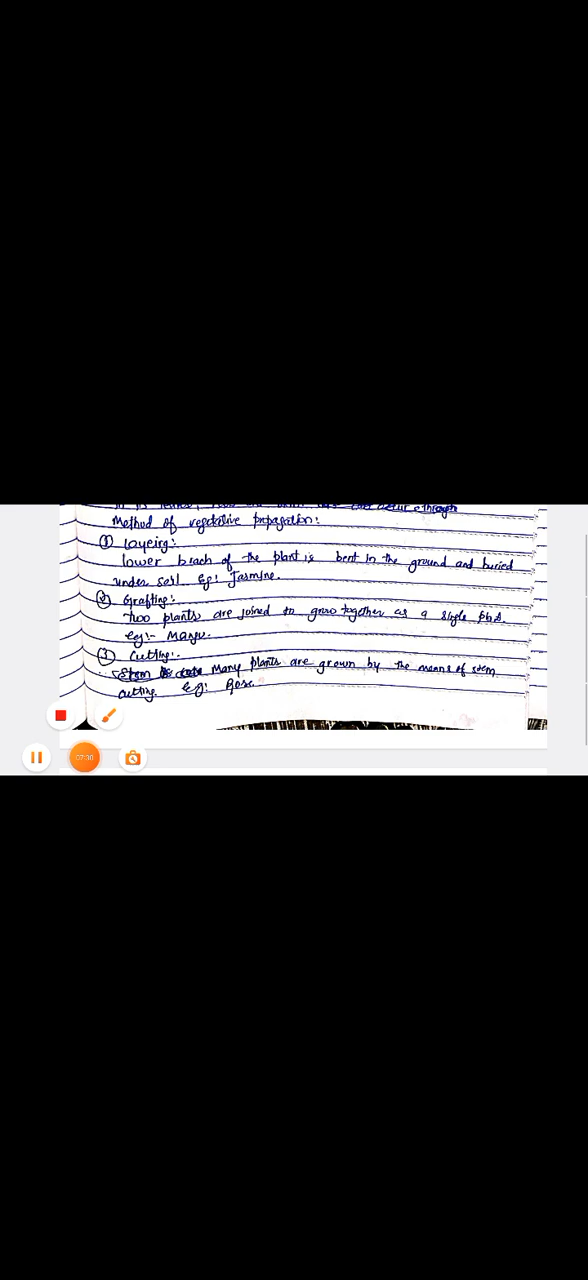 Method of vegetative propagation:
① Layeirg:
lower brach of the plant is bent in the ground and buried
under soil Eg: Jasmine.
② Grafting:
Two plants are joined to grow together as a single
eg:- Mango.
③ Cutting:.
Stem Many plants are grown by the means of stem
cutting. Eg: Rose
07:30